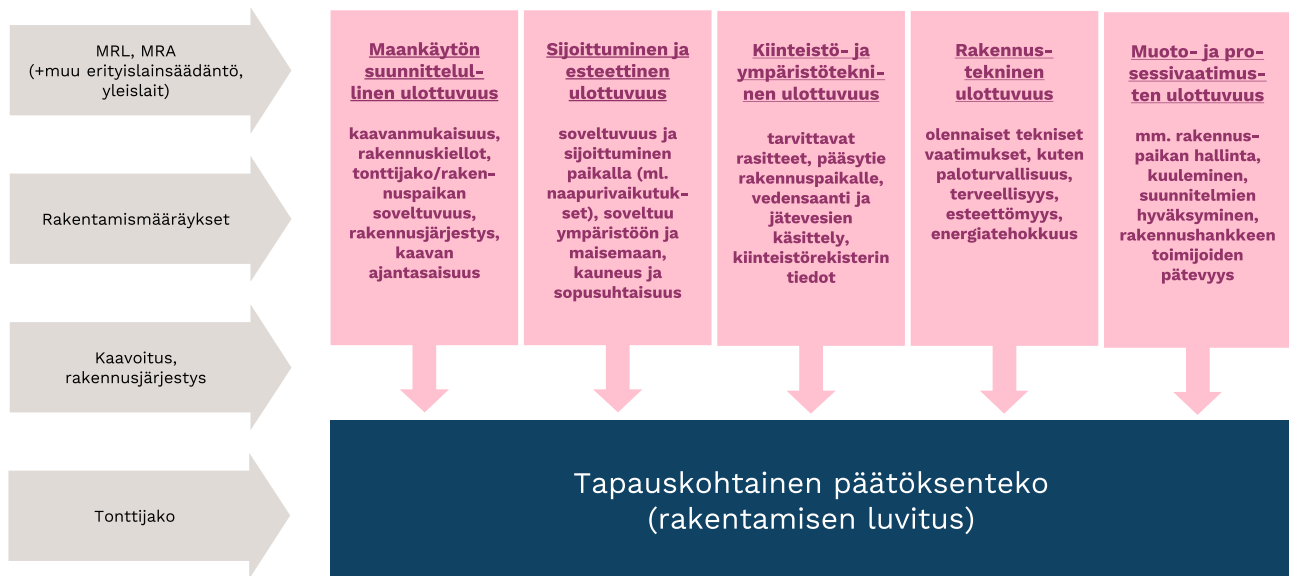 MRL, MRA
(+muu erityislainsäädäntö,
yleislait)
Rakentamismääräykset
Kaavoitus,
rakennusjärjestys
Tonttijako
Maankäytön
suunnittelul-
linen ulottuvuus
kaavanmukaisuus,
rakennuskiellot,
tonttijako/raken-
nuspaikan
soveltuvuus,
rakennusjärjestys,
kaavan
ajantasaisuus
Sijoittuminen ja
esteettinen
ulottuvuus
soveltuvuus ja
sijoittuminen
paikalla (ml.
naapurivaikutuk-
set), soveltuu
ympäristöön ja
maisemaan,
kauneus ja
sopusuhtaisuus
Kiinteistö- ja
ympäristötekni-
nen ulottuvuus
tarvittavat
rasitteet, pääsytie
rakennuspaikalle,
vedensaanti ja
jätevesien
käsittely,
kiinteistörekisterin
tiedot
Rakennus-
tekninen
ulottuvuus
olennaiset tekniset
vaatimukset, kuten
paloturvallisuus,
terveellisyys,
esteettömyys,
energiatehokkuus
Muoto- ja pro-
sessivaatimus-
ten ulottuvuus
mm. rakennus-
paikan hallinta,
kuuleminen,
suunnitelmien
hyväksyminen,
rakennushankkeen
toimijoiden
pätevyys
Tapauskohtainen päätöksenteko
(rakentamisen luvitus)